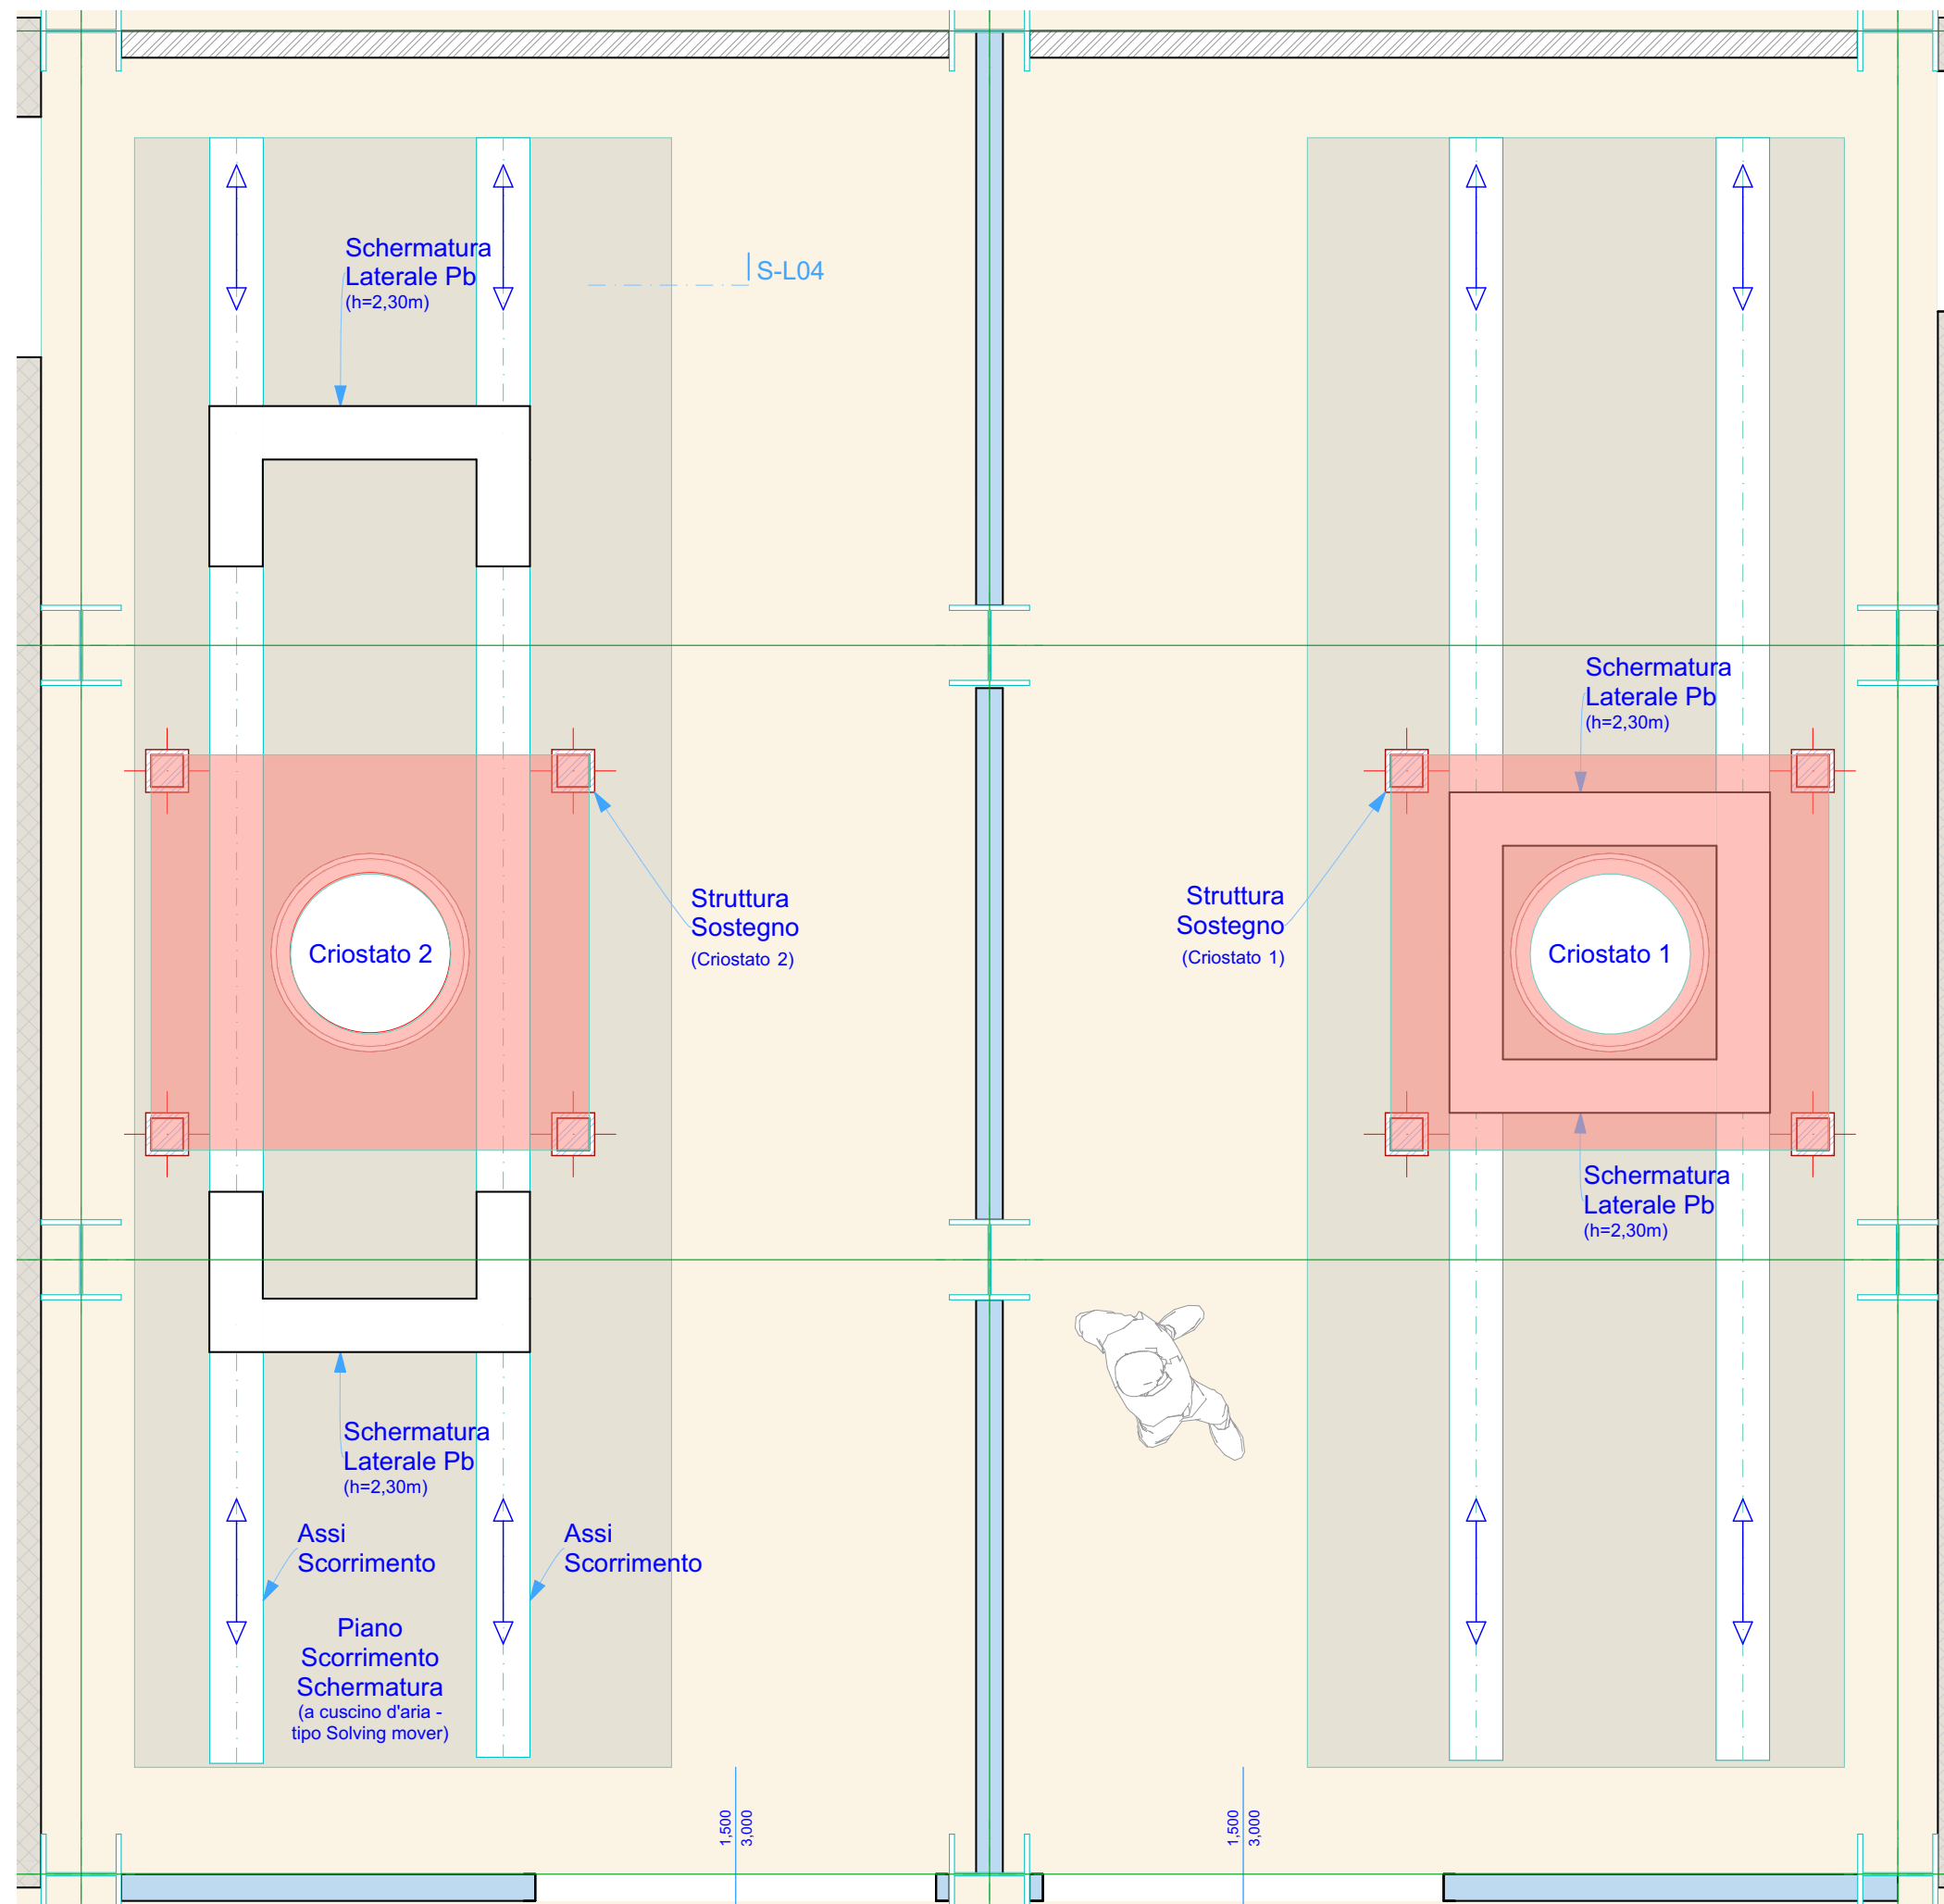 Schermatura
Laterale Pb
(h=2,30m)
S-L04
Schermatura
Laterale Pb
(h=2,30m)
Criostato 2
Struttura
Sostegno
(Criostato 2)
Struttura
Sostegno
(Criostato 1)
Criostato 1
Schermatura
Laterale Pb
(h=2,30m)
Schermatura
Laterale Pb
(h=2,30m)
Assi
Scorrimento
Assi
Scorrimento
Piano
Scorrimento
Schermatura
(a cuscino d'aria -
tipo Solving mover)
1,500
3,000
1,500
3,000